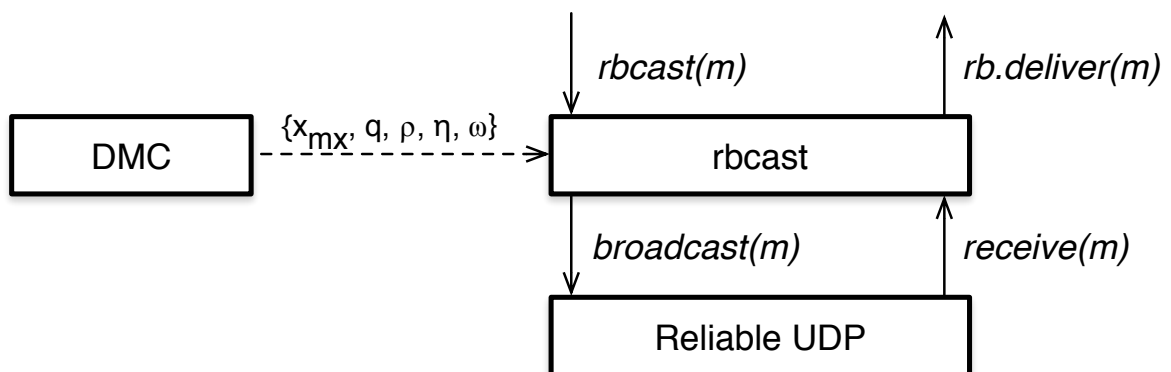 rbcast(m)
rb.deliver(m)
DMC
{xmx, q, ρ, η, ω}
rbcast
broadcast(m)
receive(m)
Reliable UDP